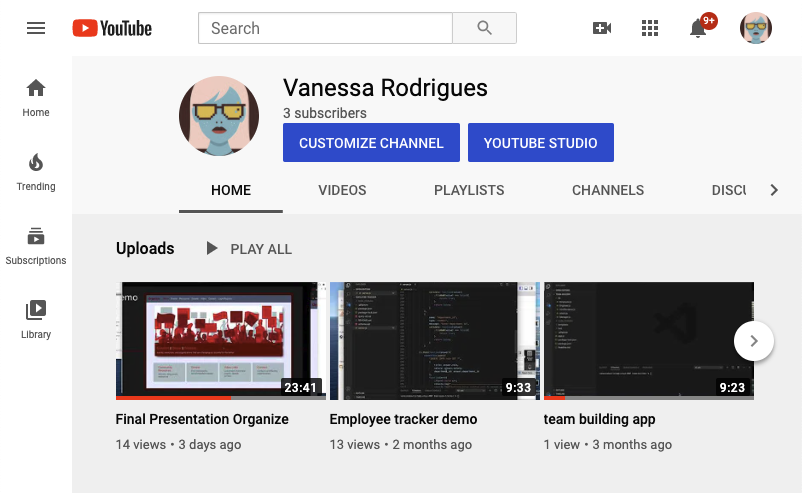 YouTube
Search
9+
Home
Trending
Subscriptions
Library
Vanessa Rodrigues
3 subscribers
CUSTOMIZE CHANNEL
YOUTUBE STUDIO
HOME
VIDEOS
PLAYLISTS
CHANNELS
DISCU
Uploads
PLAY ALL
23:41
9:33
9:23
Final Presentation Organize
Employee tracker demo
team building app
14 views • 3 days ago
13 views • 2 months ago
1 view • 3 months ago